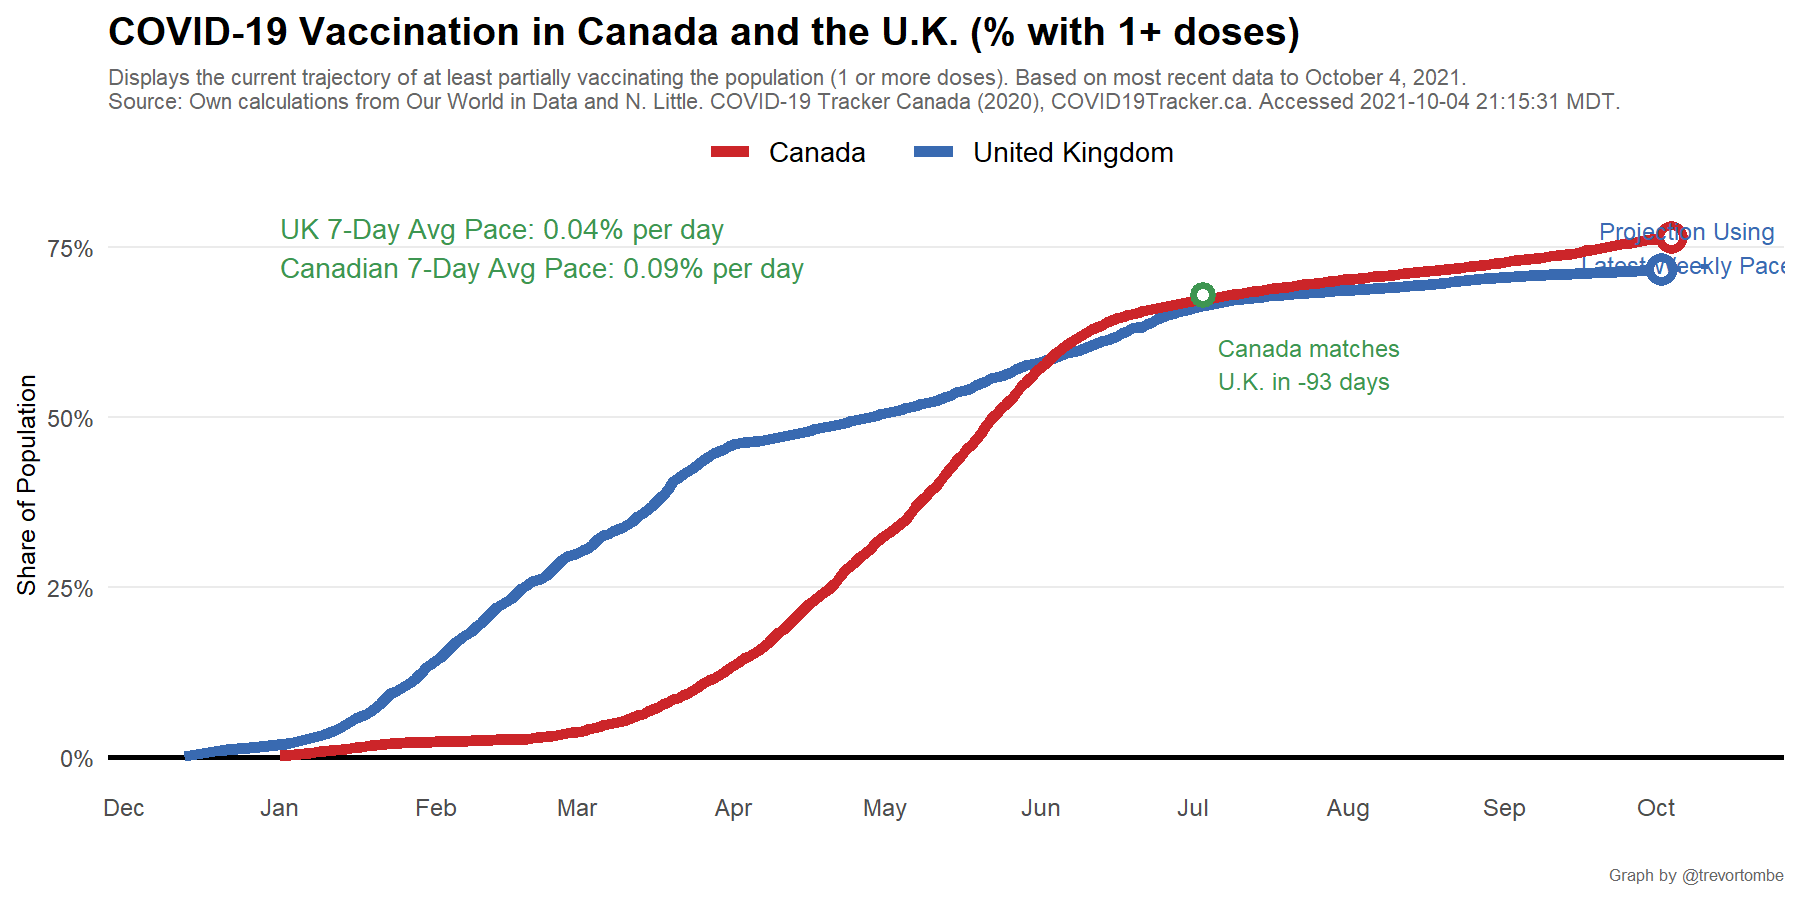 COVID-19 Vaccination in Canada and the U.K. (% with 1+ doses)
Displays the current trajectory of at least partially vaccinating the population (1 or more doses). Based on most recent data to October 4, 2021.
Source: Own calculations from Our World in Data and N. Little. COVID-19 Tracker Canada (2020), COVID19Tracker.ca. Accessed 2021-10-04 21:15:31 MDT.
Canada
United Kingdom
UK 7-Day Avg Pace: 0.04% per day
Canadian 7-Day Avg Pace: 0.09% per day
Projection Using
Latest Weekly Pace
Canada matches
U.K. in -93 days
Share of Population
75%
50%
25%
0%
Dec Jan Feb Mar Apr May Jun Jul Aug Sep Oct
Graph by @trevortombe